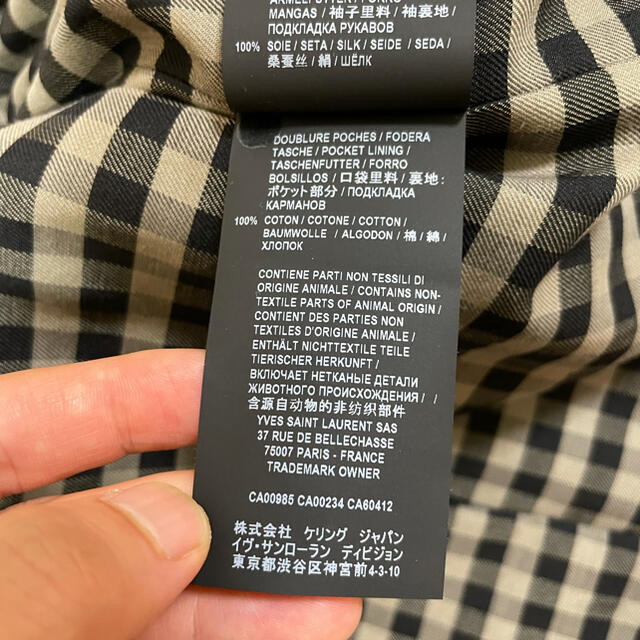 MANGAS / 袖子里料 / 袖裏地 /
ПОДКЛАДКА РУКАВОВ
100% SOIE / SETA / SILK / SEIDE / SEDA /
桑蚕丝 / 絹 / ШЁЛК
DOUBLURE POCHES / FODERA
TASCHE / POCKET LINING /
TASCHENFUTTER / FORRO
BOLSILLOS / 口袋里料 / 裏地:
ポケット部分 / ПОДКЛАДКА
КАРМАНОВ
100% COTON / COTONE / COTTON /
BAUMWOLLE / ALGODON / 棉 / 綿 /
ХЛОПОК
CONTIENE PARTI NON TESSILI DI
ORIGINE ANIMALE / CONTAINS NON-
TEXTILE PARTS OF ANIMAL ORIGIN /
CONTIENT DES PARTIES NON
TEXTILES D'ORIGINE ANIMALE /
ENTHÄLT NICHTTEXTILE TEILE
TIERISCHER HERKUNFT /
ВКЛЮЧАЕТ НЕТКАНЫЕ ДЕТАЛИ
ЖИВОТНОГО ПРОИСХОЖДЕНИЯ / /
含源自动物的非纺织部件
YVES SAINT LAURENT SAS
37 RUE DE BELLECHASSE
75007 PARIS - FRANCE
TRADEMARK OWNER
CA00985 CA00234 CA60412
株式会社 ケリング ジャパン
イヴ・サンローラン ディビジョン
東京都渋谷区神宮前4-3-10